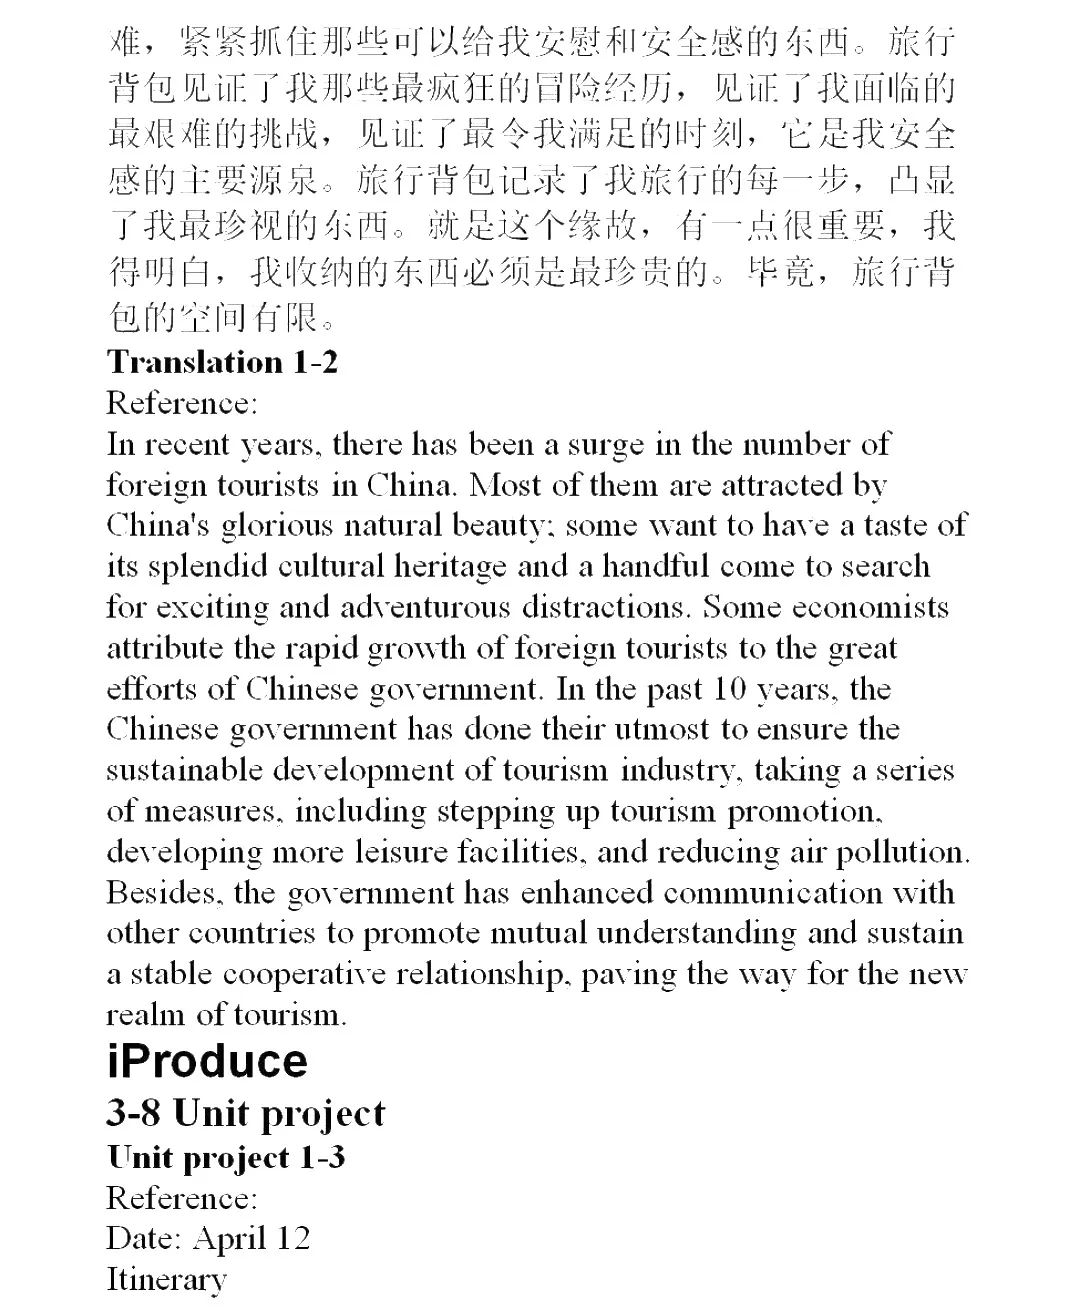 难，紧紧抓住那些可以给我安慰和安全感的东西。旅行
背包见证了我那些最疯狂的冒险经历，见证了我面临的
最艰难的挑战，见证了最令我满足的时刻，它是我安全
感的主要源泉。旅行背包记录了我旅行的每一步，凸显
了我最珍视的东西。就是这个缘故，有一点很重要，我
得明白，我收纳的东西必须是最珍贵的。毕竟，旅行背
包的空间有限。
Translation 1-2
Reference:
In recent years, there has been a surge in the number of
foreign tourists in China. Most of them are attracted by
China's glorious natural beauty; some want to have a taste of
its splendid cultural heritage and a handful come to search
for exciting and adventurous distractions. Some economists
attribute the rapid growth of foreign tourists to the great
efforts of Chinese government. In the past 10 years, the
Chinese government has done their utmost to ensure the
sustainable development of tourism industry, taking a series
of measures, including stepping up tourism promotion,
developing more leisure facilities, and reducing air pollution.
Besides, the government has enhanced communication with
other countries to promote mutual understanding and sustain
a stable cooperative relationship, paving the way for the new
realm of tourism.
iProduce
3-8 Unit project
Unit project 1-3
Reference:
Date: April 12
Itinerary